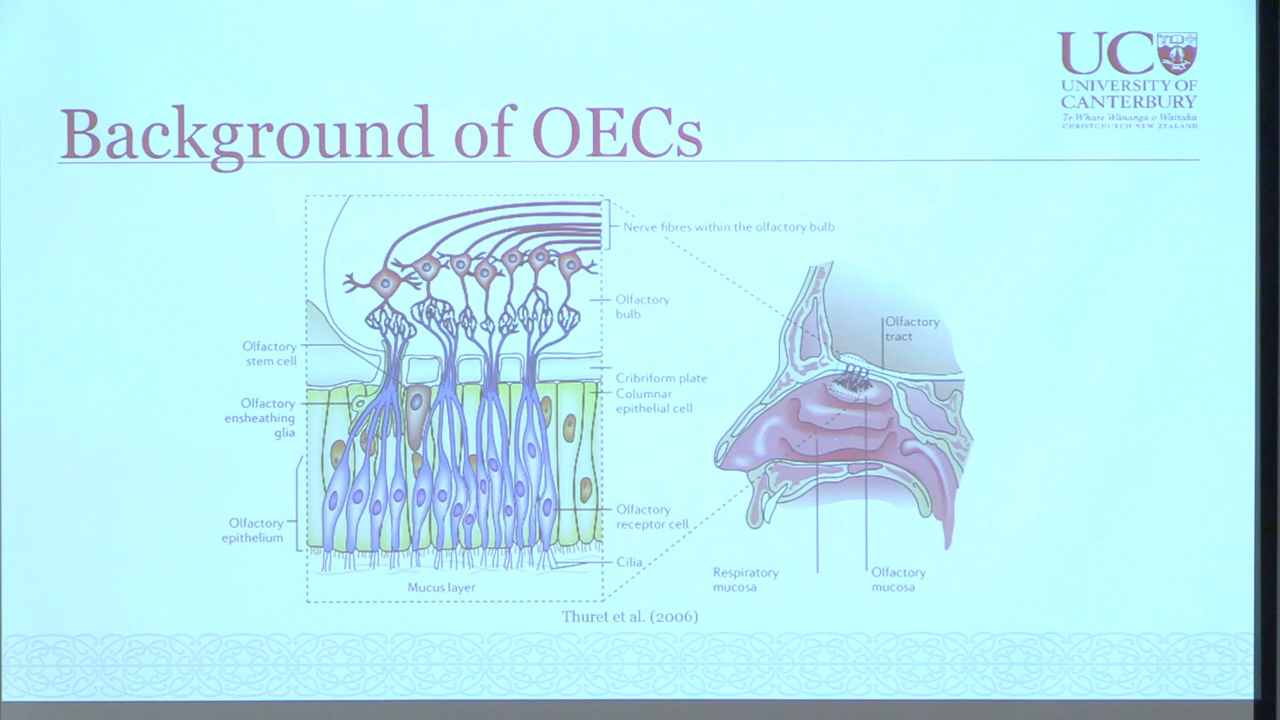 UC
UNIVERSITY OF
CANTERBURY
Te Whare Wānanga o Waitaha
CHRISTCHURCH NEW ZEALAND
Background of OECs
Nerve fibres within the olfactory bulb
Olfactory
bulb
Olfactory
stem cell
Cribriform plate
Columnar
epithelial cell
Olfactory
ensheathing
glia
Olfactory
epithelium
Olfactory
receptor cell
Cilia
Mucus layer
Olfactory
tract
Respiratory
mucosa
Olfactory
mucosa
Thuret et al. (2006)